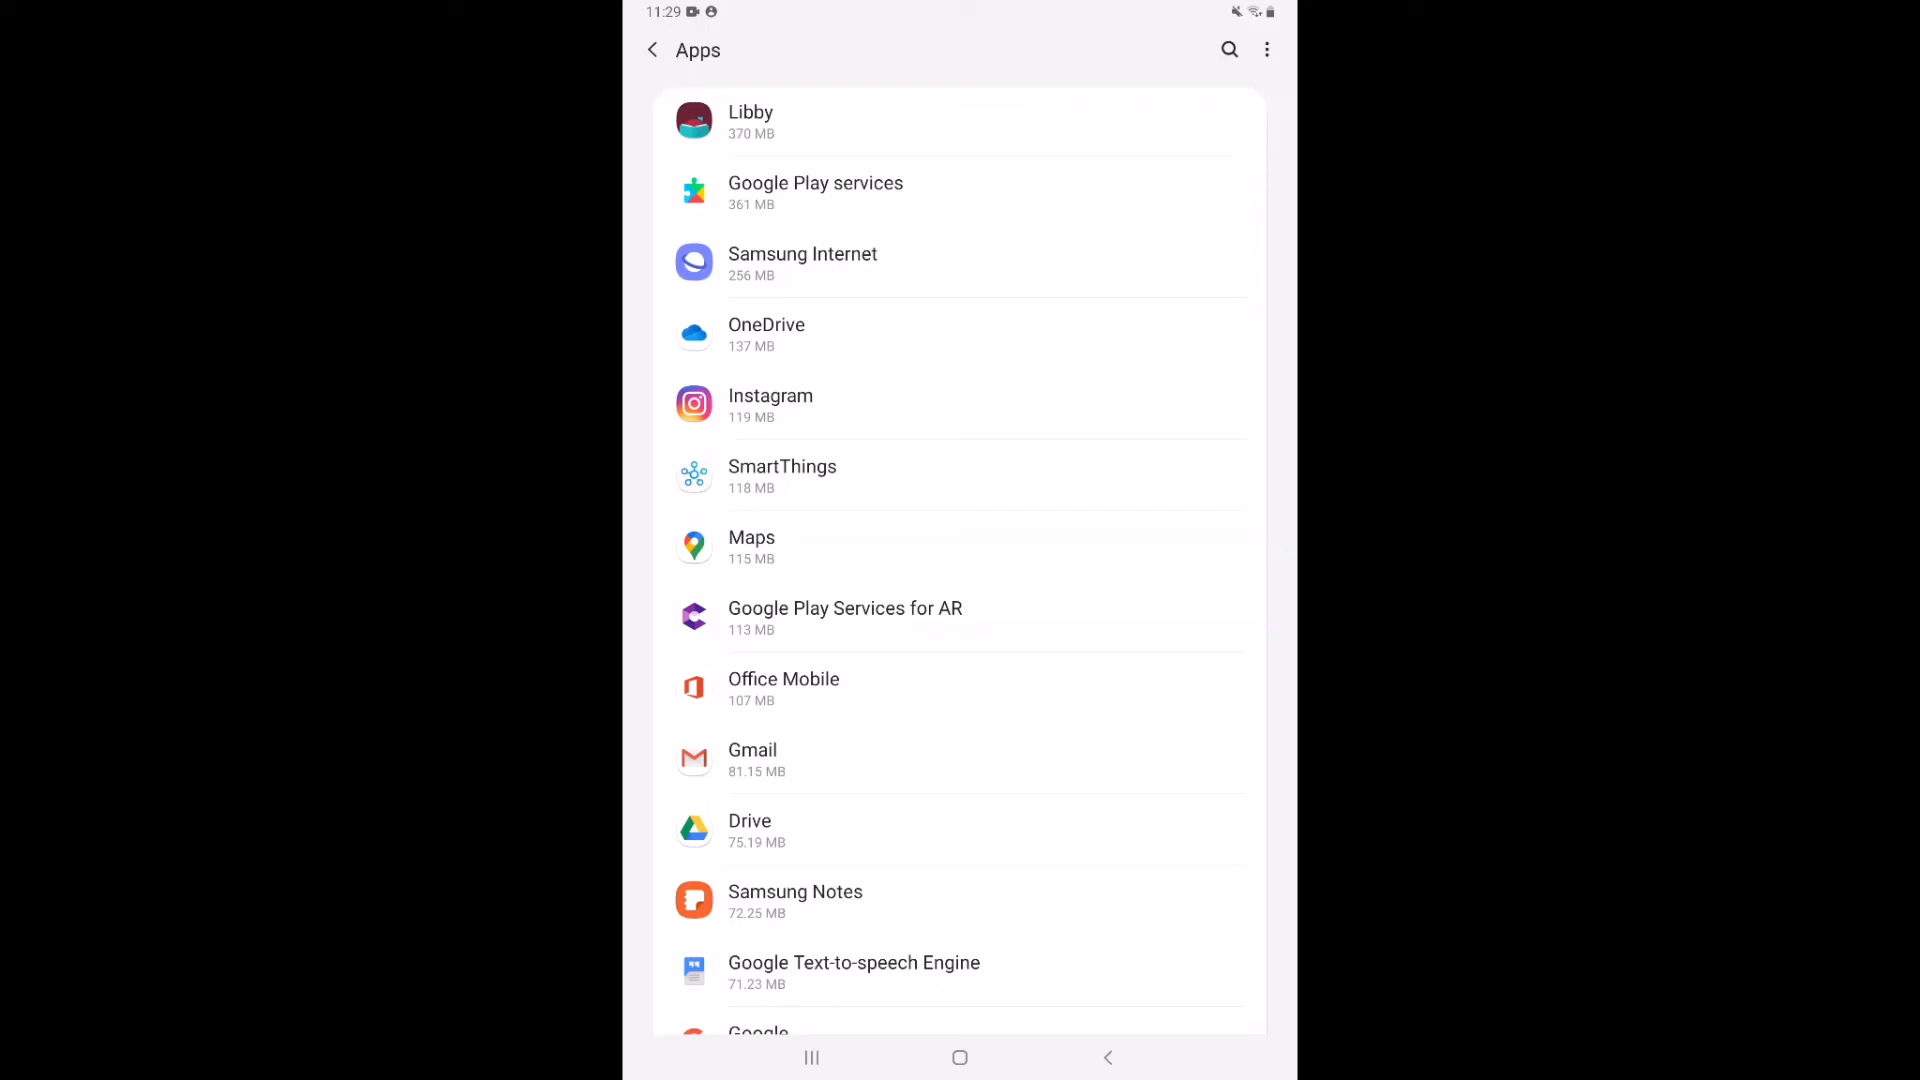 11:29
Apps
Libby
370 MB
Google Play services
361 MB
Samsung Internet
256 MB
OneDrive
137 MB
Instagram
119 MB
SmartThings
118 MB
Maps
115 MB
Google Play Services for AR
113 MB
Office Mobile
107 MB
Gmail
81.15 MB
Drive
75.19 MB
Samsung Notes
72.25 MB
Google Text-to-speech Engine
71.23 MB
Google